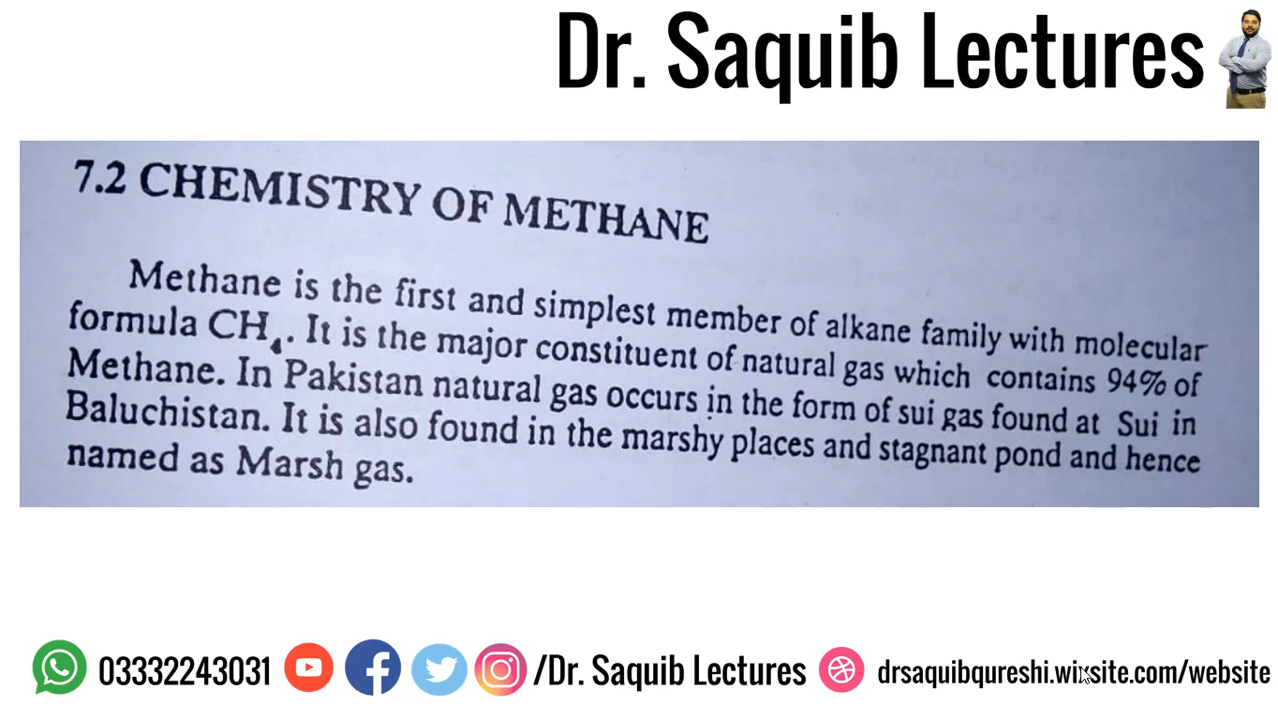 Dr. Saquib Lectures
7.2 CHEMISTRY OF METHANE
Methane is the first and simplest member of alkane family with molecular
formula CH₄. It is the major constituent of natural gas which contains 94% of
Methane. In Pakistan natural gas occurs in the form of sui gas found at Sui in
Baluchistan. It is also found in the marshy places and stagnant pond and hence
named as Marsh gas.
03332243031 /Dr. Saquib Lectures drsaquibqureshi.wixsite.com/website